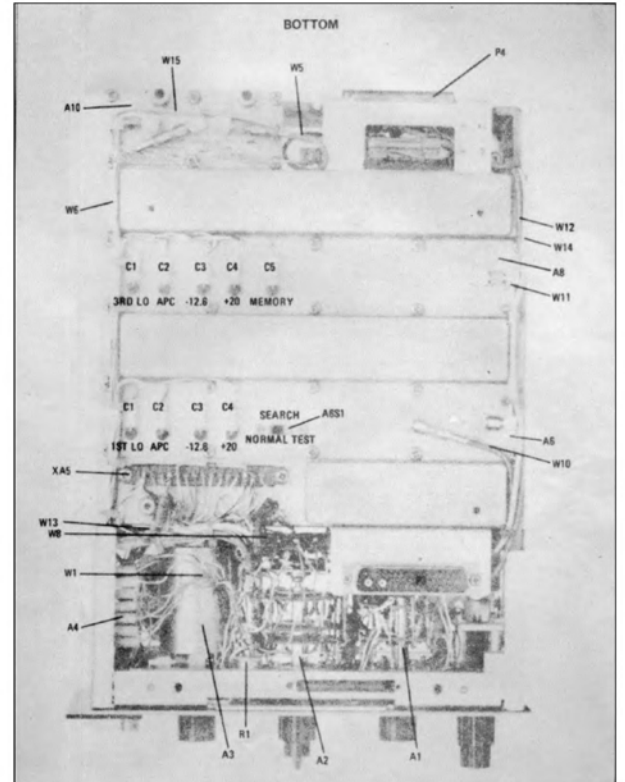 BOTTOM
W15
W5
P4
A10
W6
W12
W14
A8
C1 C2 C3 C4 C5
W11
3RD LO APC -12.6 +20 MEMORY
C1 C2 C3 C4
SEARCH
A6S1
1ST LO APC -12.6 +20
NORMAL TEST
A6
W10
XA5
W13
W8
W1
A4
R1
A3
A2
A1